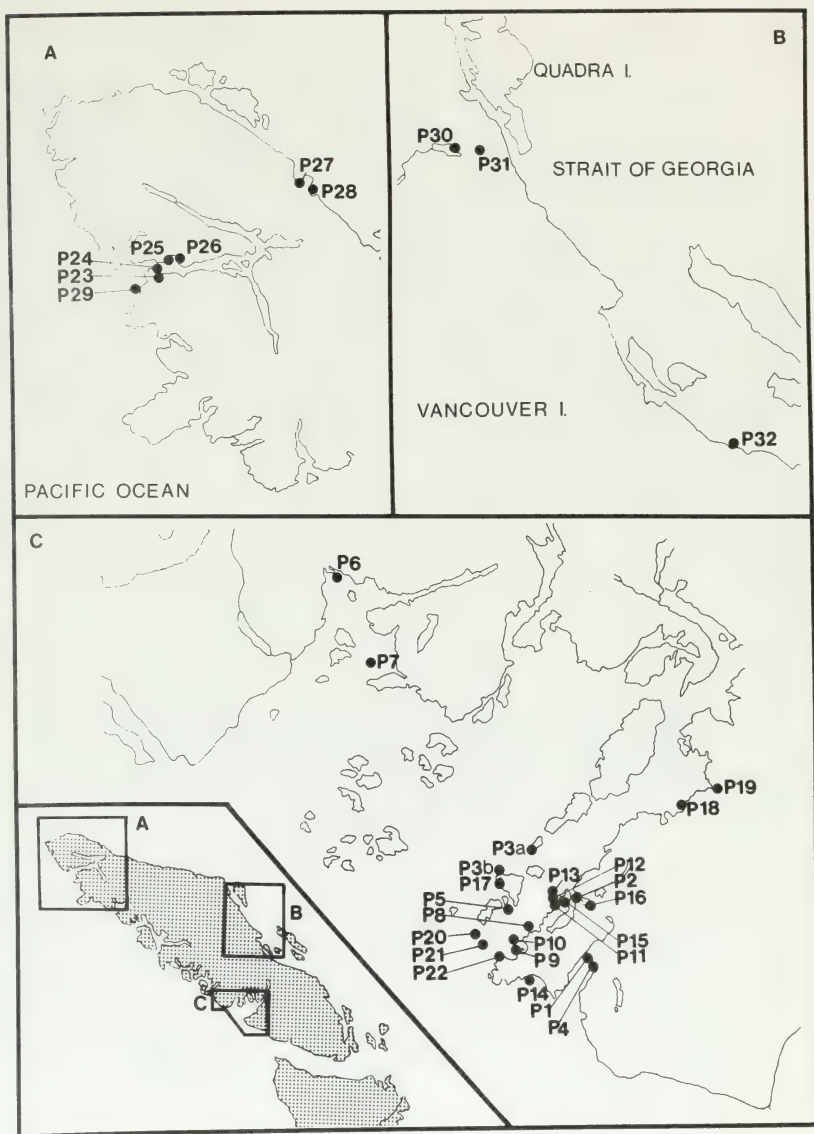 A
P27
P28
P25
P26
P24
P23
P29
PACIFIC OCEAN
B
QUADRA I.
P30
P31
STRAIT OF GEORGIA
VANCOUVER I.
P32
C
P6
P7
P19
P18
P3a
P3b
P17
P13
P12
P2
P16
P5
P8
P20
P21
P22
P10
P9
P15
P11
P14
P1
P4
A
B
C